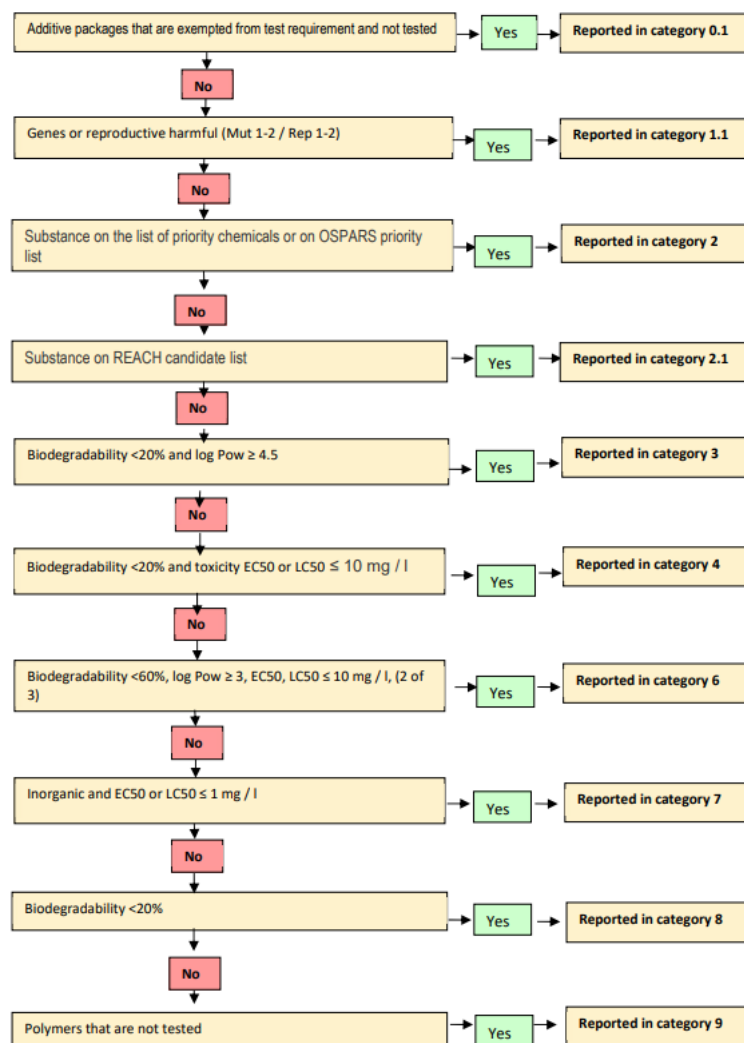 Additive packages that are exempted from test requirement and not tested
Yes
Reported in category 0.1
No
Genes or reproductive harmful (Mut 1-2 / Rep 1-2)
Yes
Reported in category 1.1
No
Substance on the list of priority chemicals or on OSPARS priority
list
Yes
Reported in category 2
No
Substance on REACH candidate list
Yes
Reported in category 2.1
No
Biodegradability <20% and log Pow ≥ 4.5
Yes
Reported in category 3
No
Biodegradability <20% and toxicity EC50 or LC50 ≤ 10 mg / l
Yes
Reported in category 4
No
Biodegradability <60%, log Pow ≥ 3, EC50, LC50 ≤ 10 mg / l, (2 of
3)
Yes
Reported in category 6
No
Inorganic and EC50 or LC50 ≤ 1 mg / l
Yes
Reported in category 7
No
Biodegradability <20%
Yes
Reported in category 8
No
Polymers that are not tested
Yes
Reported in category 9